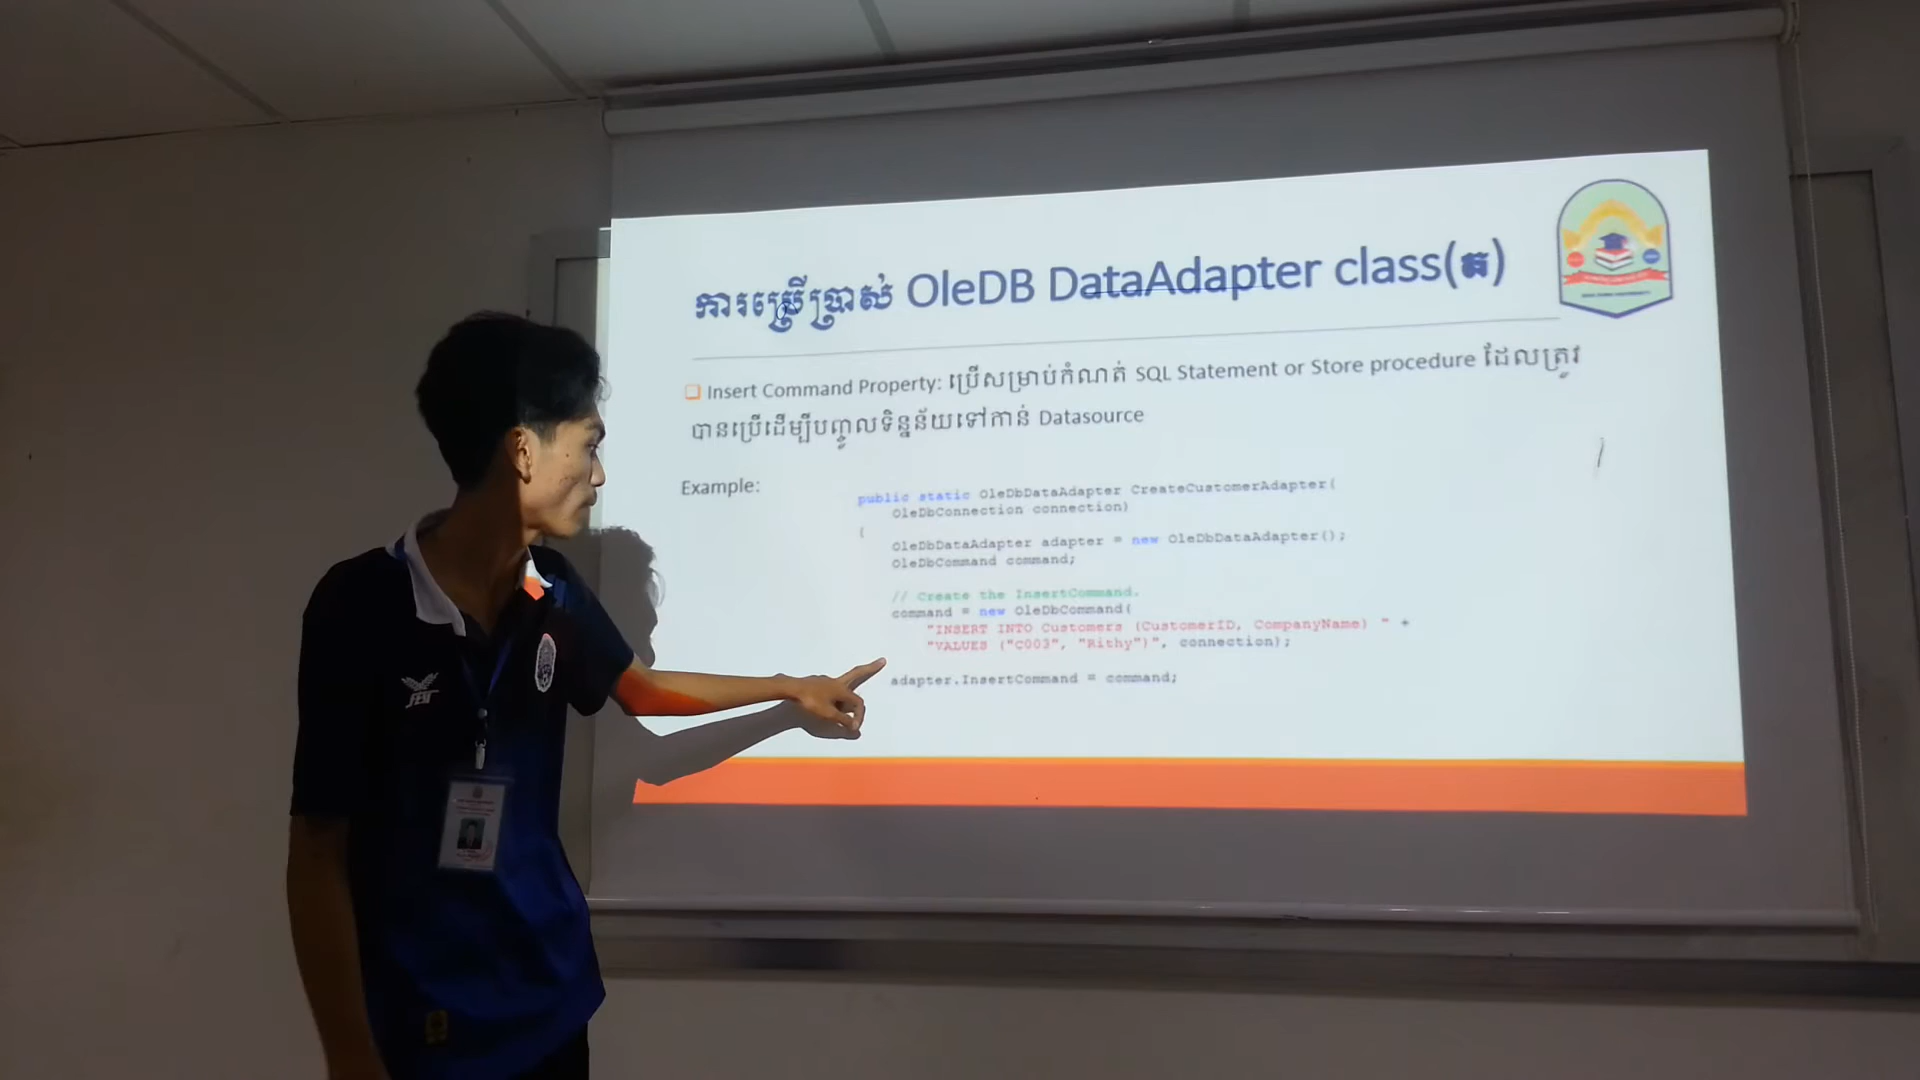 ការប្រើប្រាស់ OleDB DataAdapter class(ត)
Insert Command Property: ប្រើសម្រាប់កំណត់ SQL Statement or Store procedure ដែលត្រូវ
បានប្រើដើម្បីបញ្ចូលទិន្នន័យទៅកាន់ Datasource
Example:
public static OleDbDataAdapter CreateCustomerAdapter(
OleDbConnection connection)
{
OleDbDataAdapter adapter = new OleDbDataAdapter();
OleDbCommand command;
// Create the InsertCommand.
command = new OleDbCommand(
"INSERT INTO Customers (CustomerID, CompanyName) " +
"VALUES ("C003", "Rithy")", connection);
adapter.InsertCommand = command;
FBT